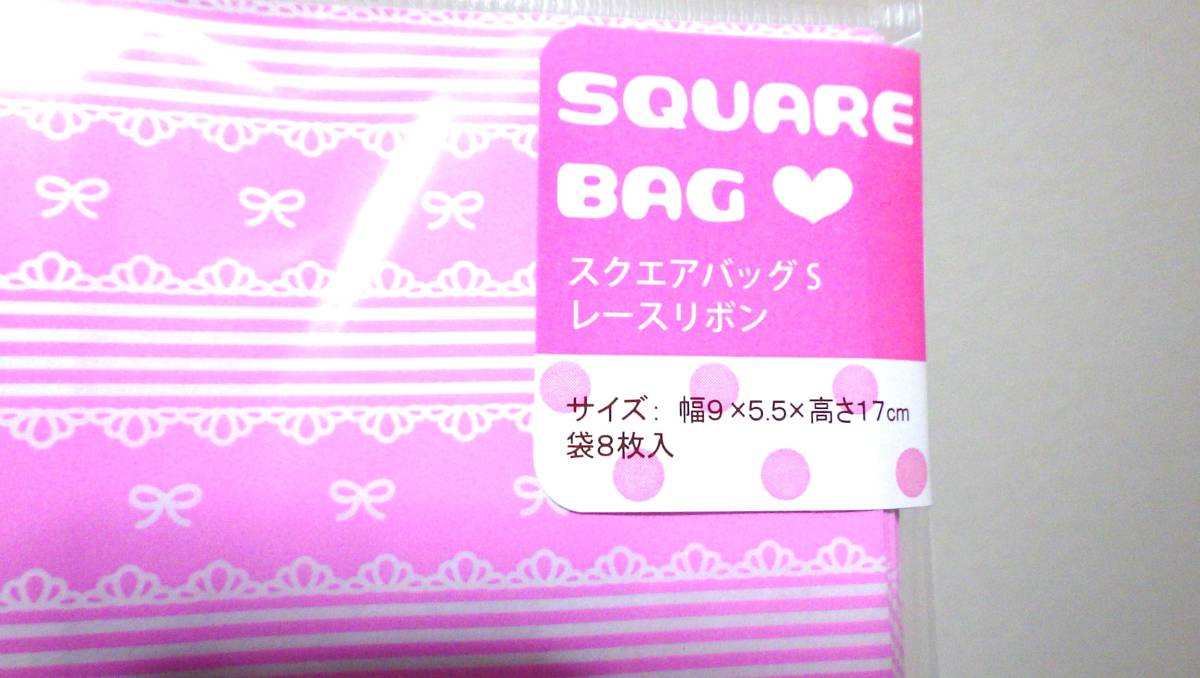 SQUARE
BAG
スクエアバッグS
レースリボン
サイズ: 幅9×5.5×高さ17cm
袋8枚入